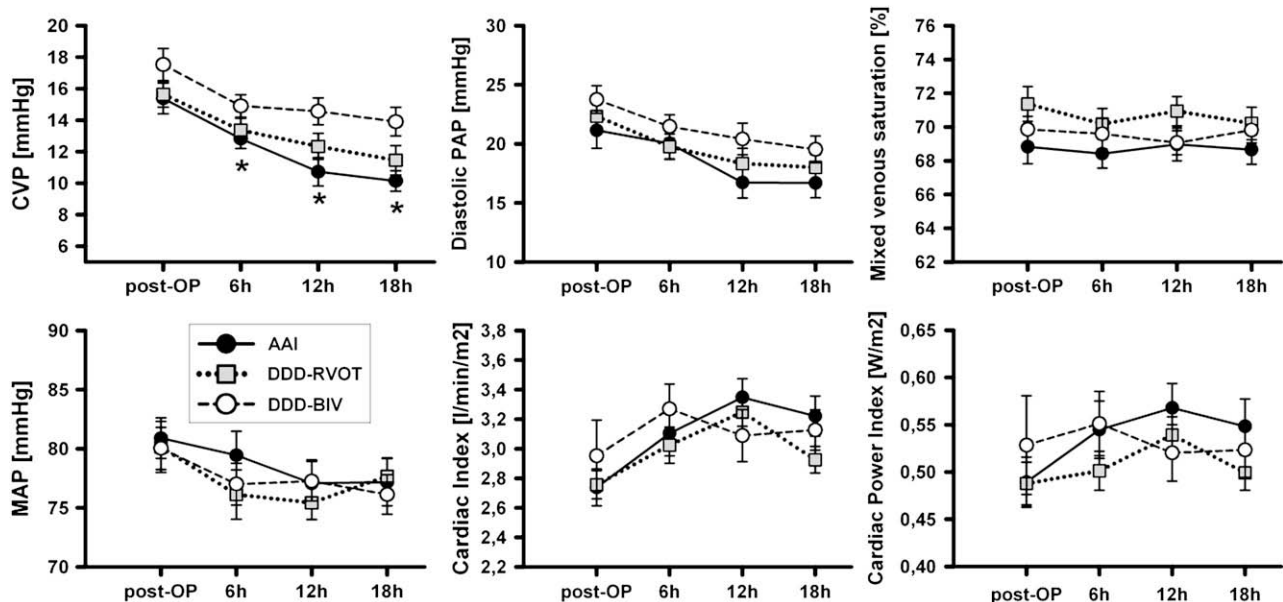 CVP [mmHg]
20
18
16
14
12
10
8
6
*
*
*
post-OP 6h 12h 18h
Diastolic PAP [mmHg]
30
25
20
15
10
post-OP 6h 12h 18h
Mixed venous saturation [%]
76
74
72
70
68
66
64
62
post-OP 6h 12h 18h
MAP [mmHg]
90
85
80
75
70
AAI
DDD-RVOT
DDD-BIV
post-OP 6h 12h 18h
Cardiac Index [l/min/m2]
3,8
3,6
3,4
3,2
3,0
2,8
2,6
2,4
2,2
post-OP 6h 12h 18h
Cardiac Power Index [W/m2]
0,65
0,60
0,55
0,50
0,45
0,40
post-OP 6h 12h 18h